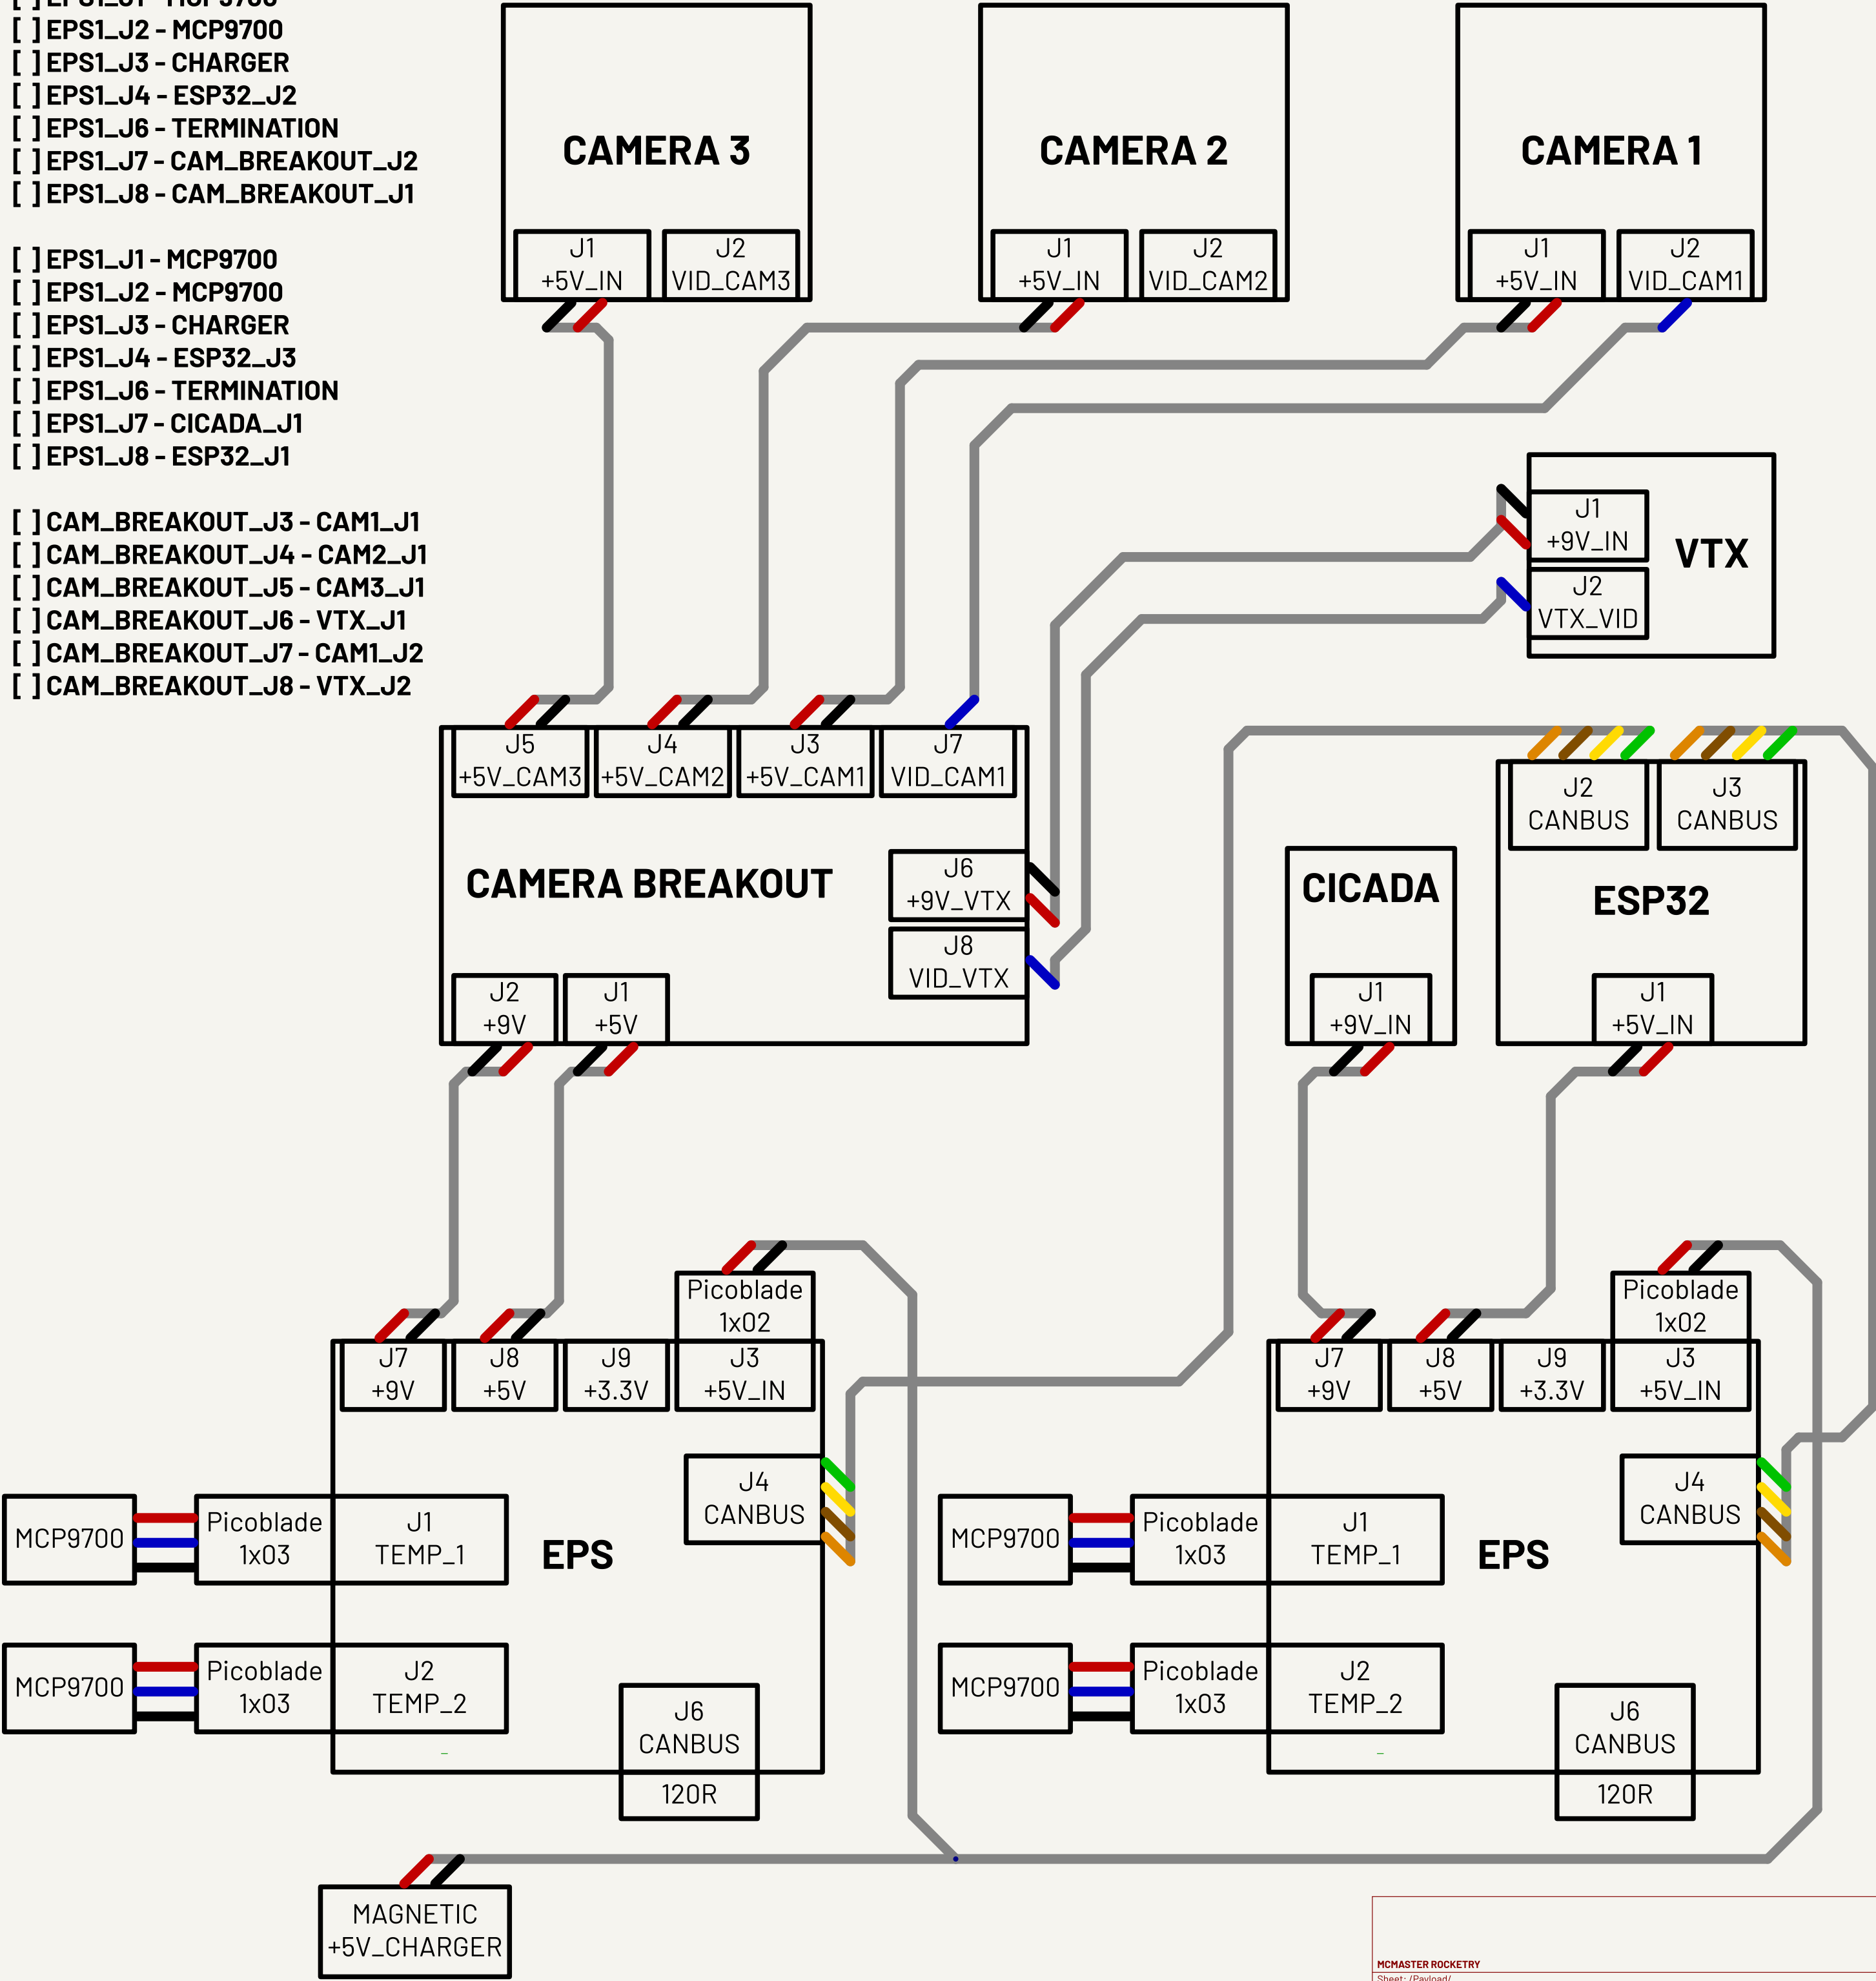 [ ] EPS1_J1 - MCP9700
[ ] EPS1_J2 - MCP9700
[ ] EPS1_J3 - CHARGER
[ ] EPS1_J4 - ESP32_J2
[ ] EPS1_J6 - TERMINATION
[ ] EPS1_J7 - CAM_BREAKOUT_J2
[ ] EPS1_J8 - CAM_BREAKOUT_J1
[ ] EPS1_J1 - MCP9700
[ ] EPS1_J2 - MCP9700
[ ] EPS1_J3 - CHARGER
[ ] EPS1_J4 - ESP32_J3
[ ] EPS1_J6 - TERMINATION
[ ] EPS1_J7 - CICADA_J1
[ ] EPS1_J8 - ESP32_J1
[ ] CAM_BREAKOUT_J3 - CAM1_J1
[ ] CAM_BREAKOUT_J4 - CAM2_J1
[ ] CAM_BREAKOUT_J5 - CAM3_J1
[ ] CAM_BREAKOUT_J6 - VTX_J1
[ ] CAM_BREAKOUT_J7 - CAM1_J2
[ ] CAM_BREAKOUT_J8 - VTX_J2
CAMERA 3
J1
+5V_IN
J2
VID_CAM3
CAMERA 2
J1
+5V_IN
J2
VID_CAM2
CAMERA 1
J1
+5V_IN
J2
VID_CAM1
J1
+9V_IN
VTX
J2
VTX_VID
J5
+5V_CAM3
J4
+5V_CAM2
J3
+5V_CAM1
J7
VID_CAM1
CAMERA BREAKOUT
J6
+9V_VTX
J8
VID_VTX
J2
+9V
J1
+5V
CICADA
J1
+9V_IN
J2
CANBUS
J3
CANBUS
ESP32
J1
+5V_IN
Picoblade
1x02
J7
+9V
J8
+5V
J9
+3.3V
J3
+5V_IN
J4
CANBUS
MCP9700
Picoblade
1x03
J1
TEMP_1
EPS
MCP9700
Picoblade
1x03
J2
TEMP_2
J6
CANBUS
120R
Picoblade
1x02
J7
+9V
J8
+5V
J9
+3.3V
J3
+5V_IN
J4
CANBUS
MCP9700
Picoblade
1x03
J1
TEMP_1
EPS
MCP9700
Picoblade
1x03
J2
TEMP_2
J6
CANBUS
120R
MAGNETIC
+5V_CHARGER
MCMASTER ROCKETRY
Sheet: /Payload/